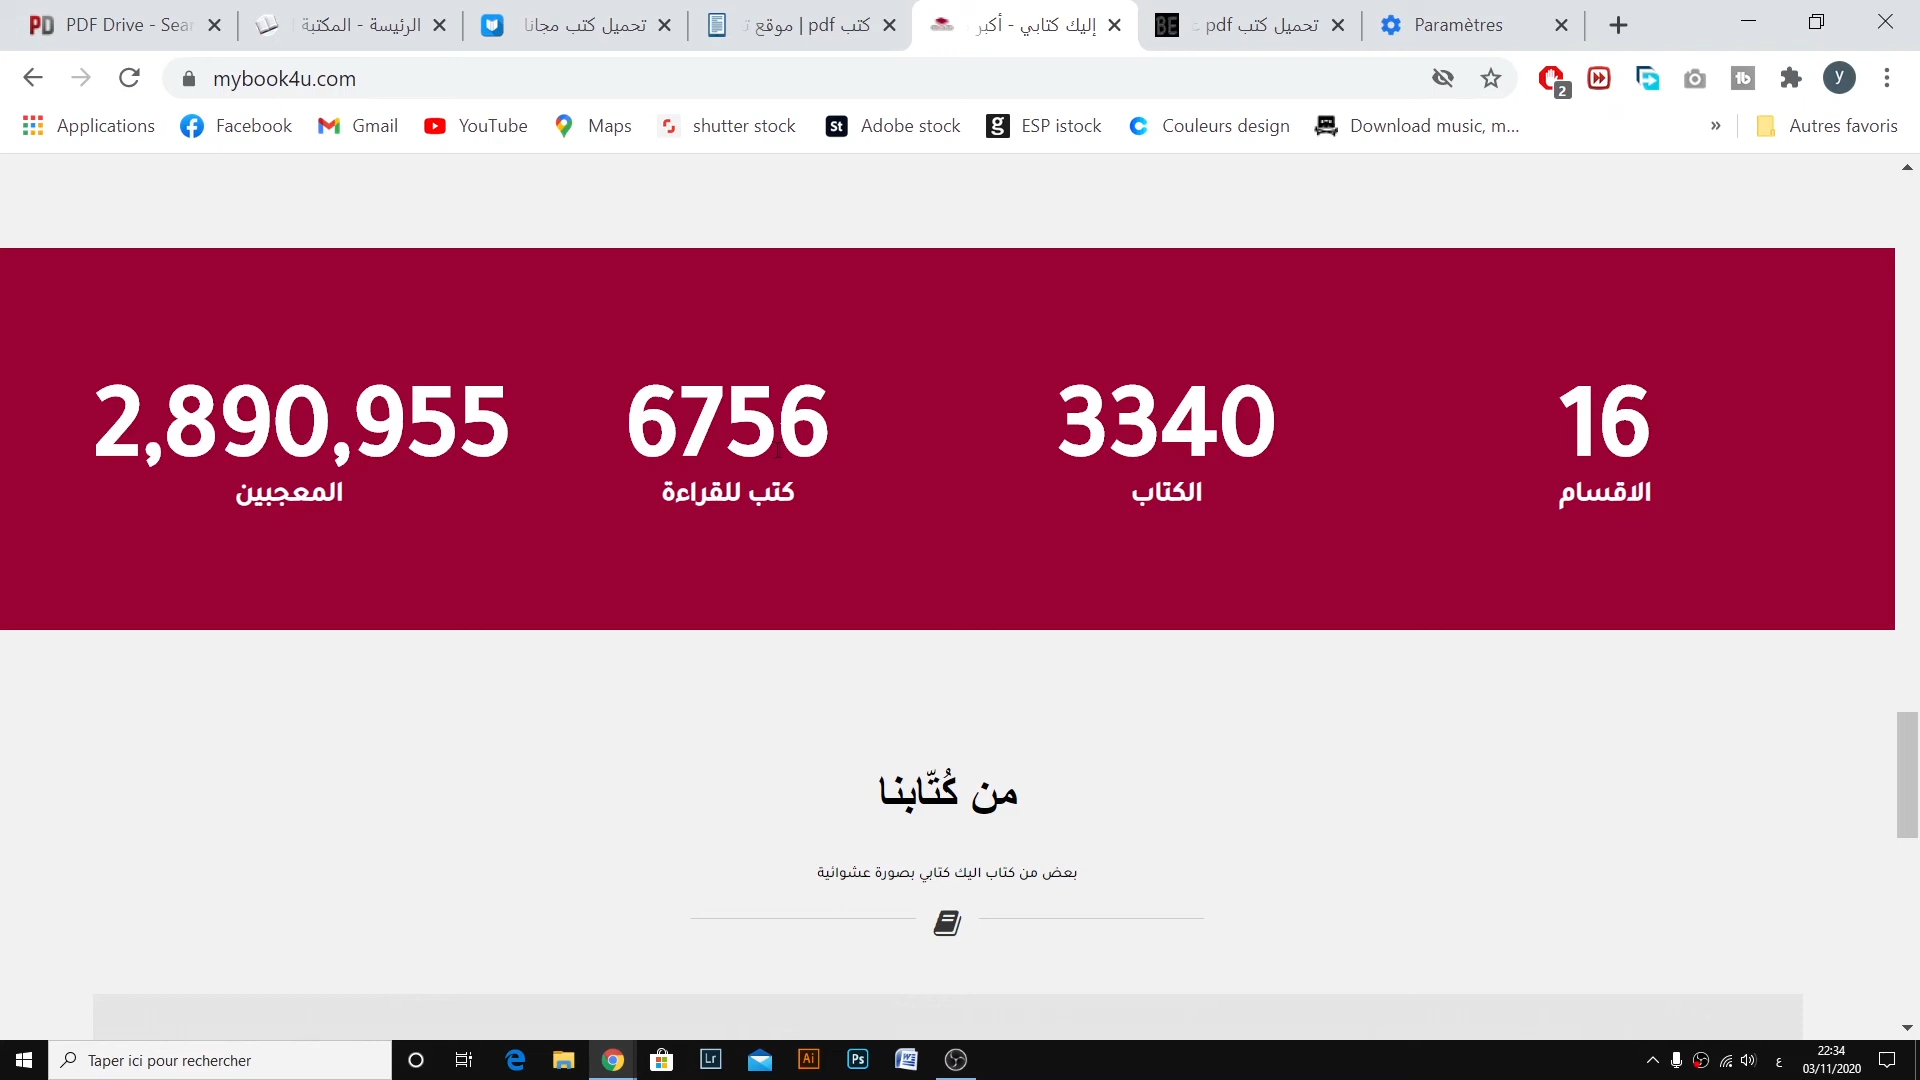 PDF Drive - Sear
الرئيسة - المكتبة
تحميل كتب مجانا
كتب pdf | موقع
إليك كتابي - أكبر
تحميل كتب pdf
Paramètres
mybook4u.com
2
y
Applications
Facebook
Gmail
YouTube
Maps
shutter stock
Adobe stock
ESP istock
Couleurs design
Download music, m...
»
Autres favoris
16
3340
6756
2,890,955
الاقسام
الكتاب
كتب للقراءة
المعجبين
من كُتّابنا
بعض من كتاب اليك كتابي بصورة عشوائية
Taper ici pour rechercher
ع
22:34
03/11/2020